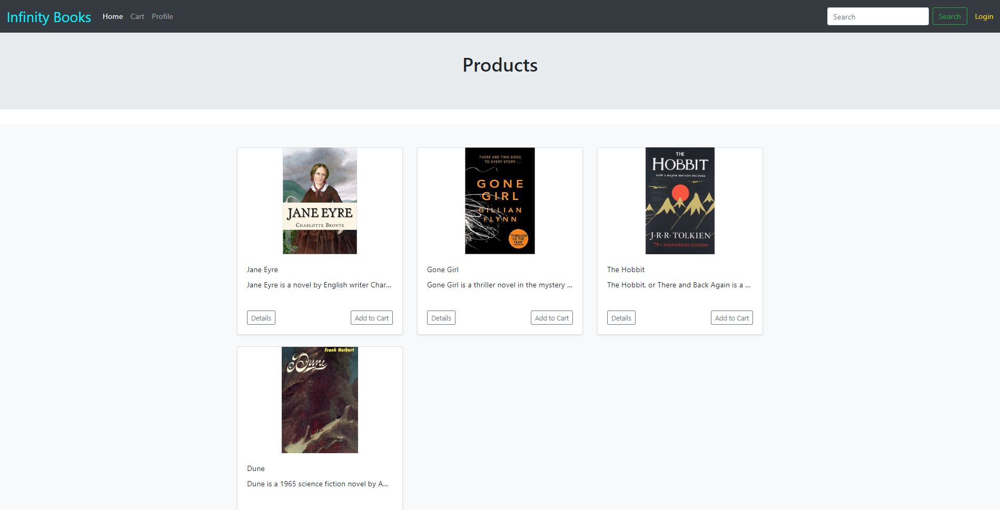 Infinity Books Home Cart Profile Search Search Login
Products
JANE EYRE
CHARLOTTE BRONTE
Jane Eyre
Jane Eyre is a novel by English writer Char...
Details Add to Cart
THERE ARE TWO SIDES
TO EVERY STORY ...
GONE
GIRL
GILLIAN
FLYNN
'THRILLER
OF THE
YEAR'
OBSERVER
Gone Girl
Gone Girl is a thriller novel in the mystery ...
Details Add to Cart
THE
HOBBIT
NOW A MAJOR MOTION PICTURE
J·R·R· TOLKIEN
75TH ANNIVERSARY EDITION
The Hobbit
The Hobbit, or There and Back Again is a ...
Details Add to Cart
Frank Herbert
Dune
Dune
Dune is a 1965 science fiction novel by A...